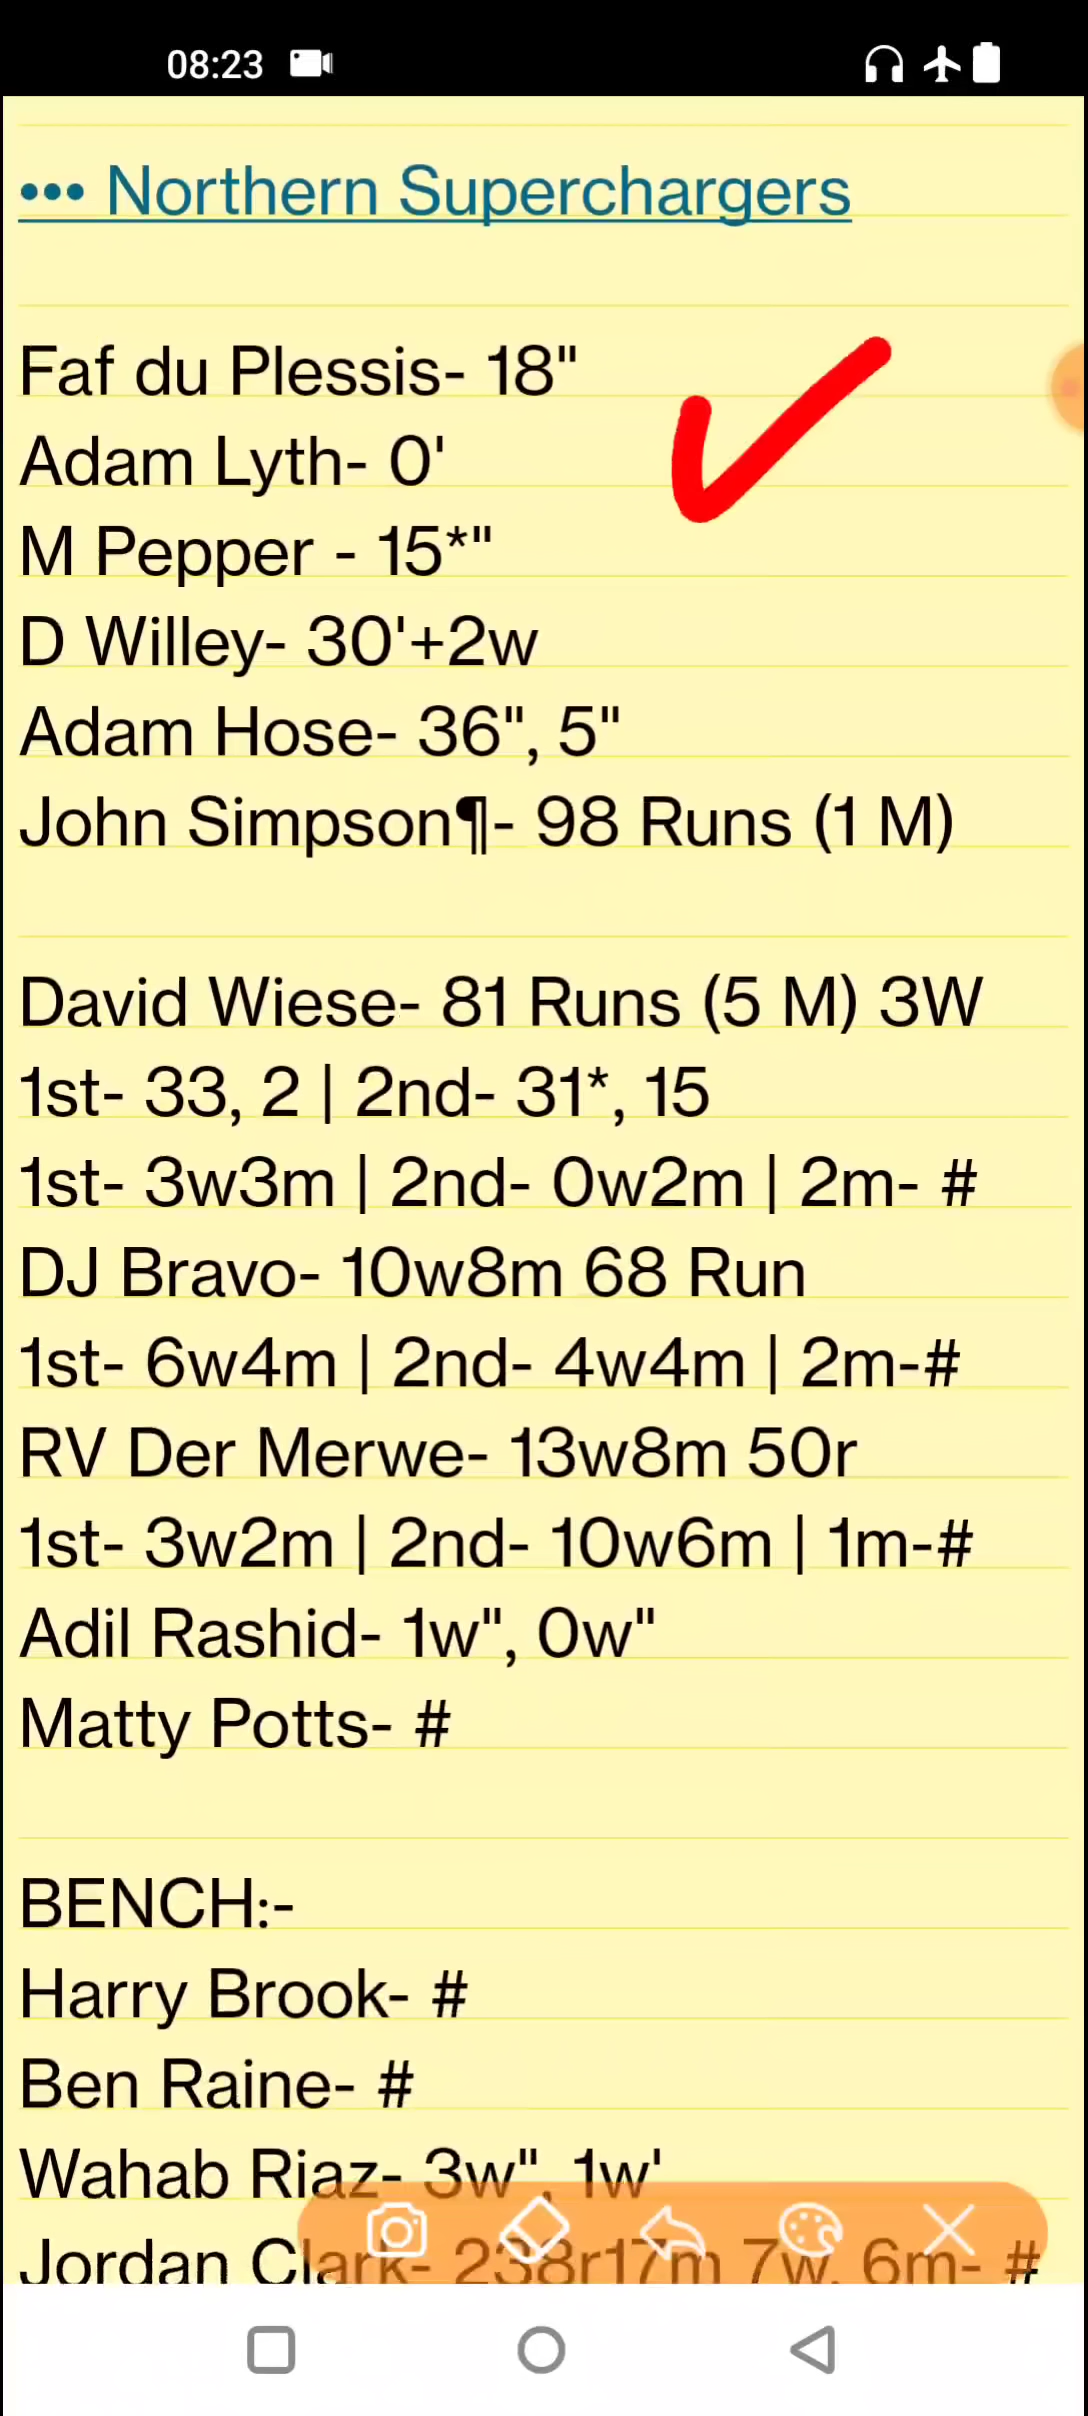 08:23
••• Northern Superchargers
Faf du Plessis- 18"
Adam Lyth- 0'
M Pepper - 15*"
D Willey- 30'+2w
Adam Hose- 36", 5"
John Simpson¶- 98 Runs (1 M)
David Wiese- 81 Runs (5 M) 3W
1st- 33, 2 | 2nd- 31*, 15
1st- 3w3m | 2nd- 0w2m | 2m- #
DJ Bravo- 10w8m 68 Run
1st- 6w4m | 2nd- 4w4m | 2m-#
RV Der Merwe- 13w8m 50r
1st- 3w2m | 2nd- 10w6m | 1m-#
Adil Rashid- 1w", 0w"
Matty Potts- #
BENCH:-
Harry Brook- #
Ben Raine- #
Wahab Riaz- 3w", 1w'
Jordan Clark- 238r17m 7w, 6m- #